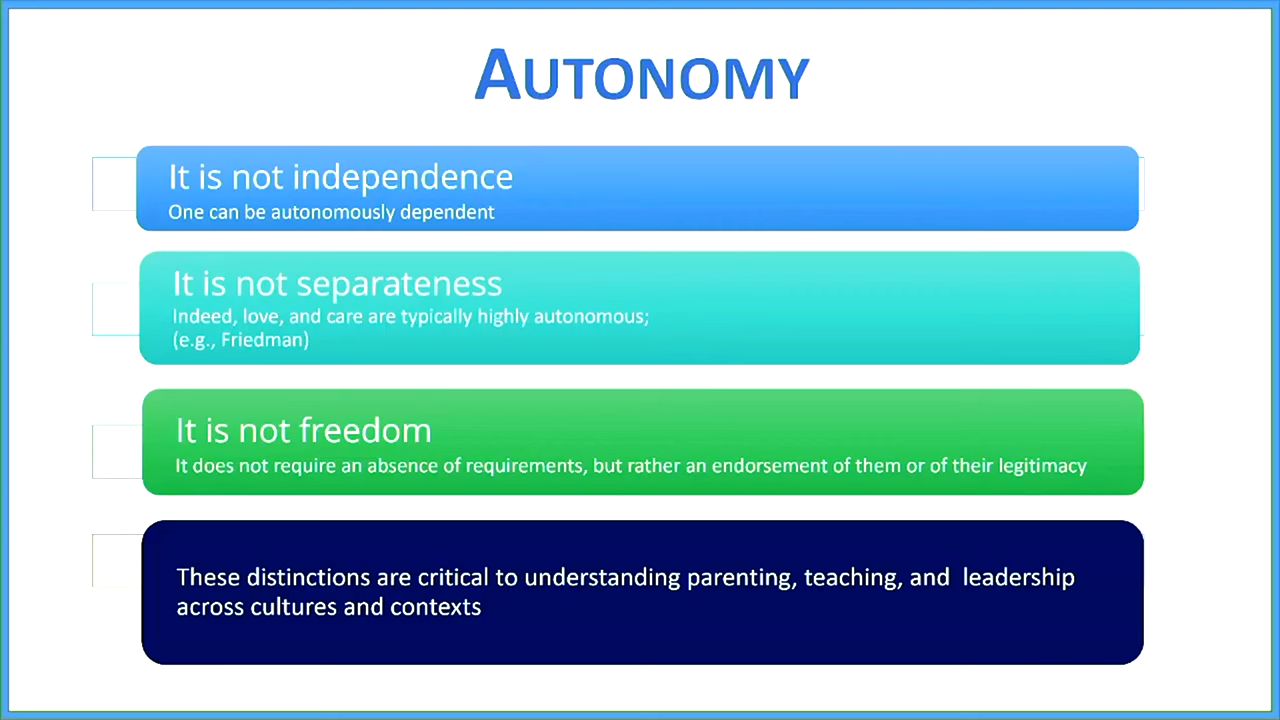 AUTONOMY
It is not independence
One can be autonomously dependent
It is not separateness
Indeed, love, and care are typically highly autonomous;
(e.g., Friedman)
It is not freedom
It does not require an absence of requirements, but rather an endorsement of them or of their legitimacy
These distinctions are critical to understanding parenting, teaching, and  leadership
across cultures and contexts